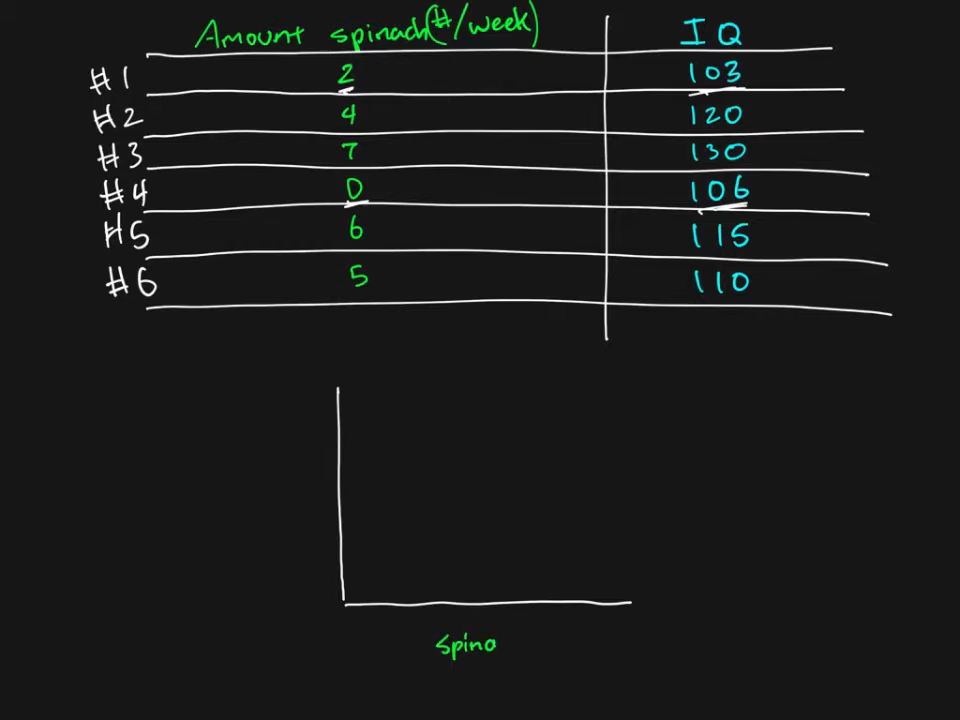 Amount spinach(#/week) IQ
#1 2 103
#2 4 120
#3 7 130
#4 0 106
#5 6 115
#6 5 110
spina